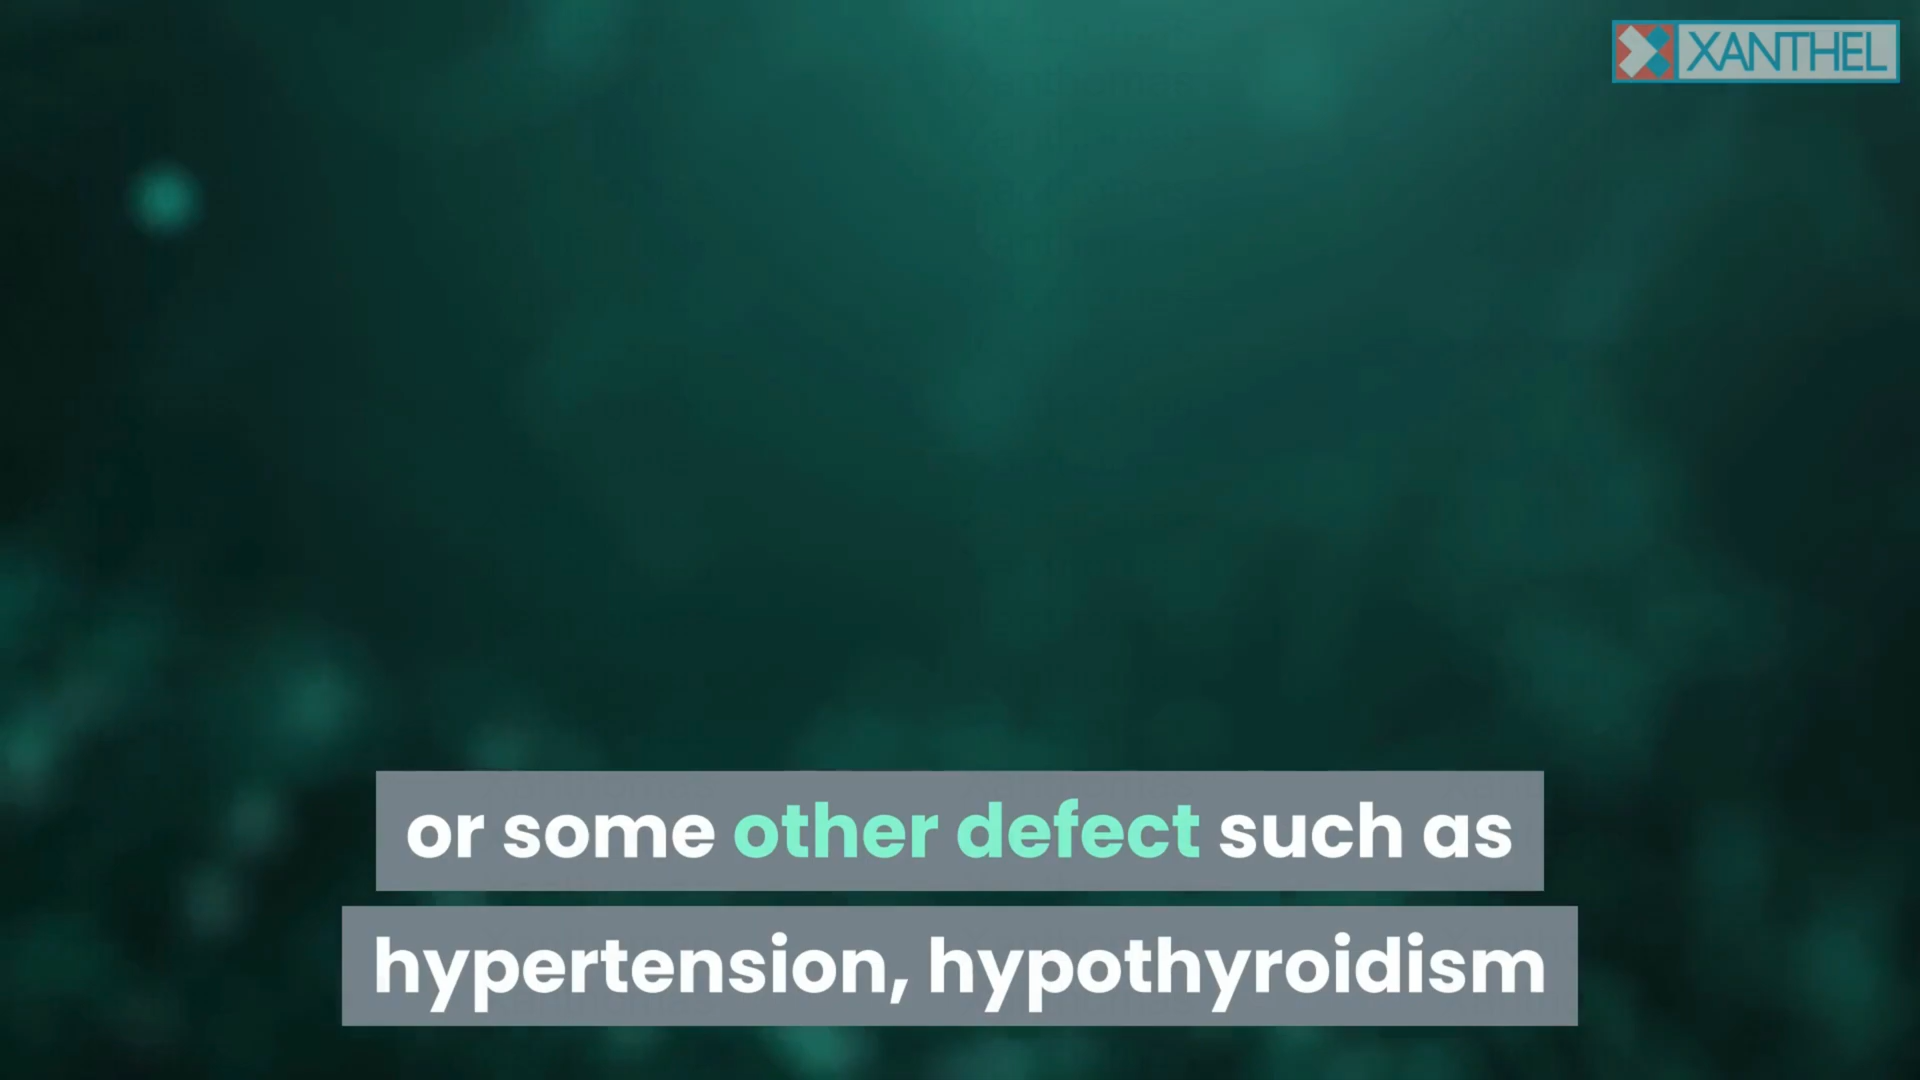 XANTHEL
or some other defect such as
hypertension, hypothyroidism